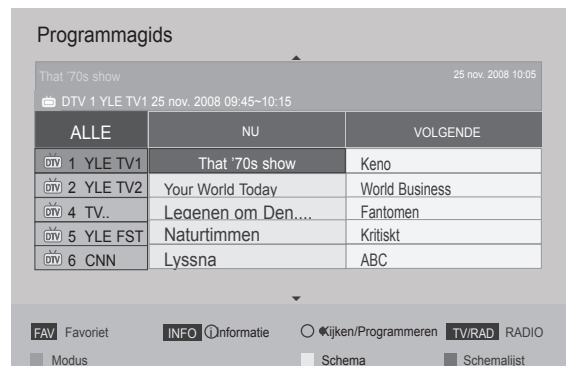 Programmagids
That '70s show 25 nov. 2008 10:05
DTV 1 YLE TV1 25 nov. 2008 09:45~10:15
ALLE NU VOLGENDE
DTV 1 YLE TV1 That '70s show Keno
DTV 2 YLE TV2 Your World Today World Business
DTV 4 TV.. Legenen om Den.... Fantomen
DTV 5 YLE FST Naturtimmen Kritiskt
DTV 6 CNN Lyssna ABC
FAV Favoriet INFO ⓘnformatie Kijken/Programmeren TV/RAD RADIO
Modus Schema Schemalijst